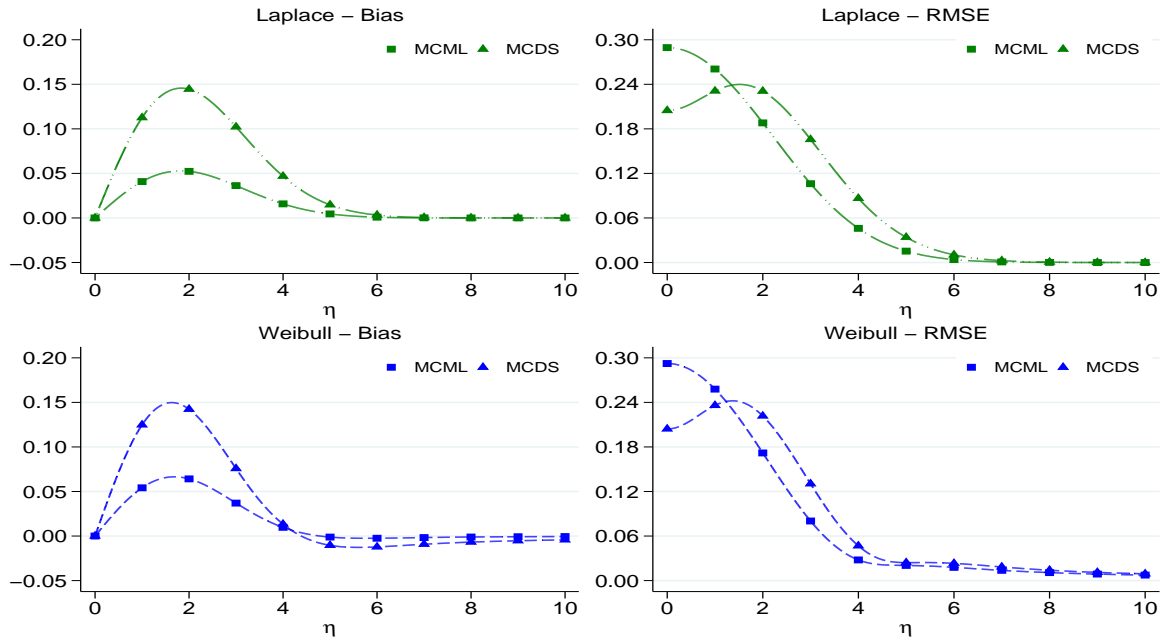 Laplace – Bias
MCML MCDS
0.20
0.15
0.10
0.05
0.00
−0.05
0 2 4 6 8 10
η
Laplace – RMSE
MCML MCDS
0.30
0.24
0.18
0.12
0.06
0.00
0 2 4 6 8 10
η
Weibull – Bias
MCML MCDS
0.20
0.15
0.10
0.05
0.00
−0.05
0 2 4 6 8 10
η
Weibull – RMSE
MCML MCDS
0.30
0.24
0.18
0.12
0.06
0.00
0 2 4 6 8 10
η